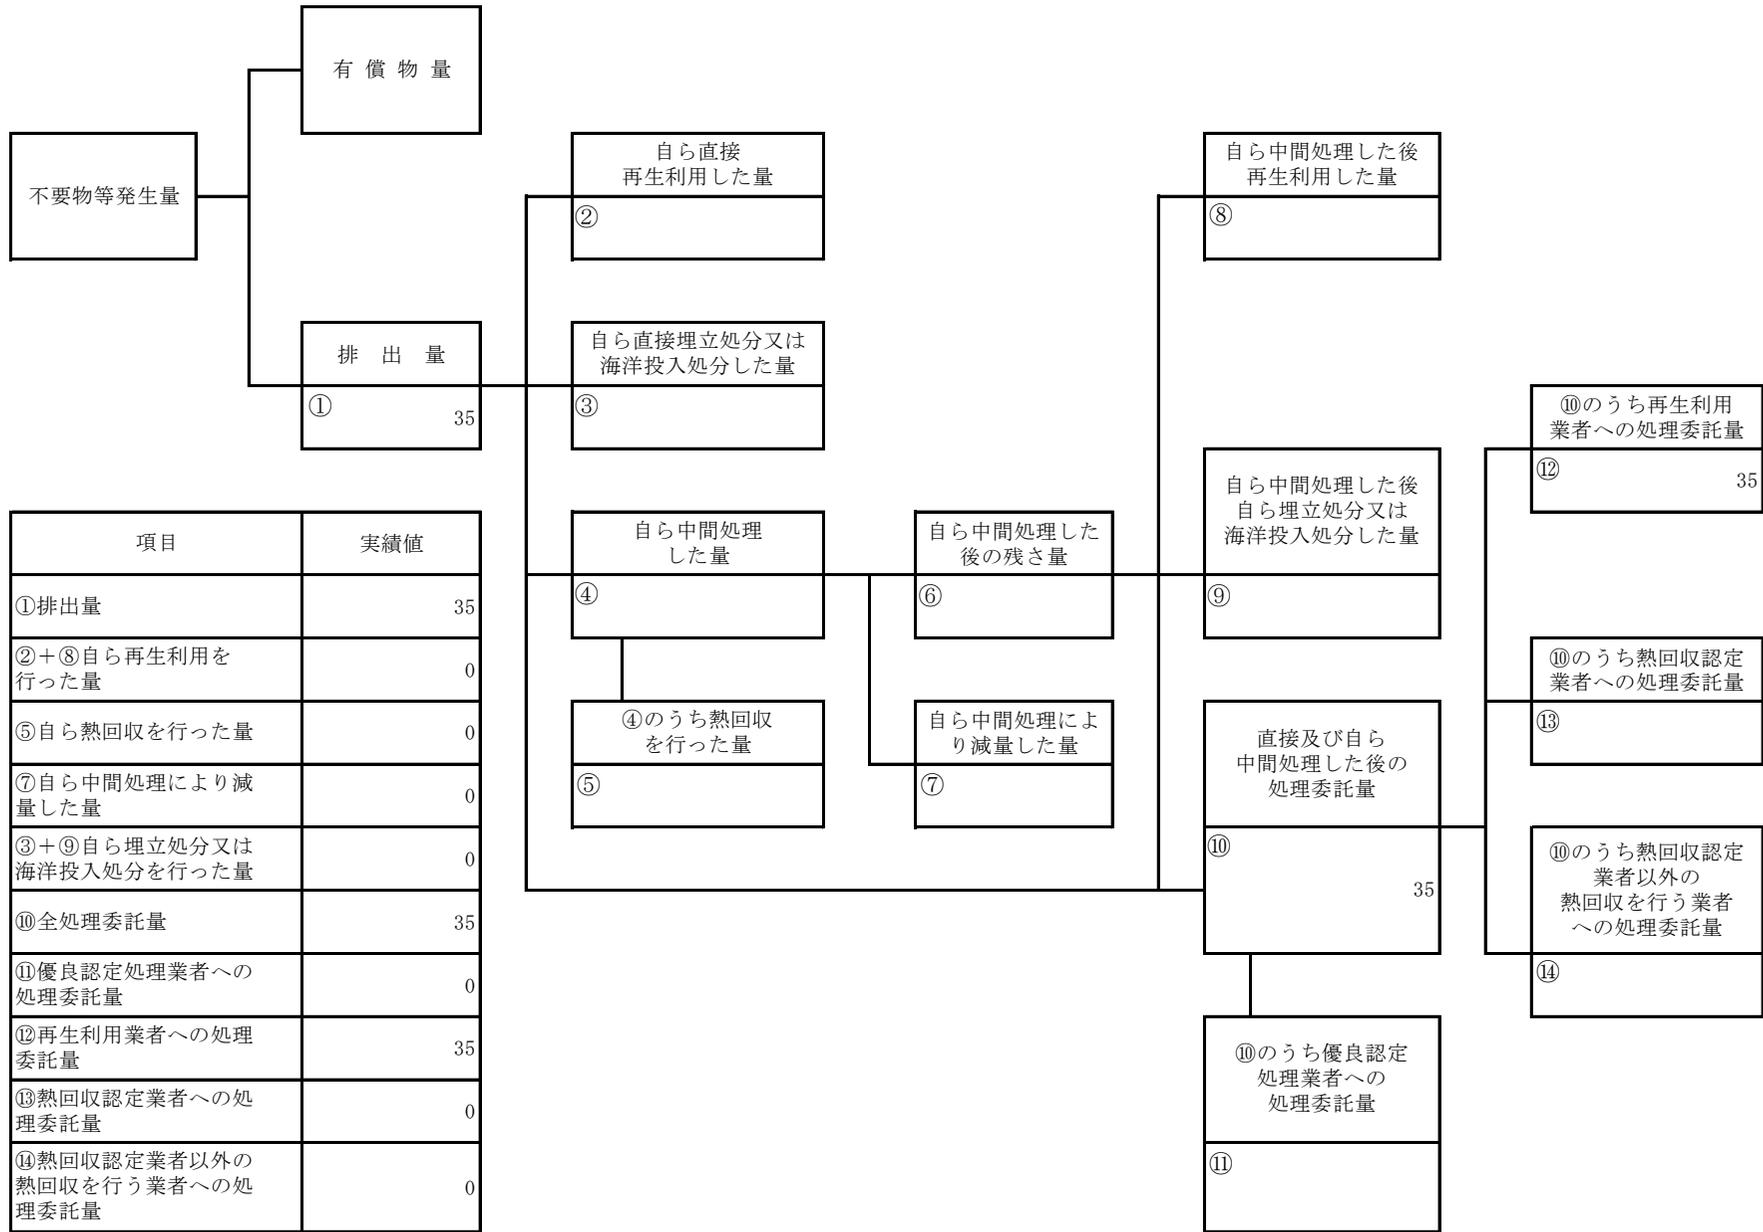 有 償 物 量
不要物等発生量
自ら直接
再生利用した量
②
自ら中間処理した後
再生利用した量
⑧
排 出 量
① 35
自ら直接埋立処分又は
海洋投入処分した量
③
⑩のうち再生利用
業者への処理委託量
⑫ 35
自ら中間処理した後
自ら埋立処分又は
海洋投入処分した量
⑨
自ら中間処理
した量
④
自ら中間処理した
後の残さ量
⑥
⑩のうち熱回収認定
業者への処理委託量
⑬
④のうち熱回収
を行った量
⑤
自ら中間処理によ
り減量した量
⑦
直接及び自ら
中間処理した後の
処理委託量
⑩
35
⑩のうち熱回収認定
業者以外の
熱回収を行う業者
への処理委託量
⑭
⑩のうち優良認定
処理業者への
処理委託量
⑪
項目 実績値
①排出量 35
②+⑧自ら再生利用を
行った量 0
⑤自ら熱回収を行った量 0
⑦自ら中間処理により減
量した量 0
③+⑨自ら埋立処分又は
海洋投入処分を行った量 0
⑩全処理委託量 35
⑪優良認定処理業者への
処理委託量 0
⑫再生利用業者への処理
委託量 35
⑬熱回収認定業者への処
理委託量 0
⑭熱回収認定業者以外の
熱回収を行う業者への処
理委託量 0